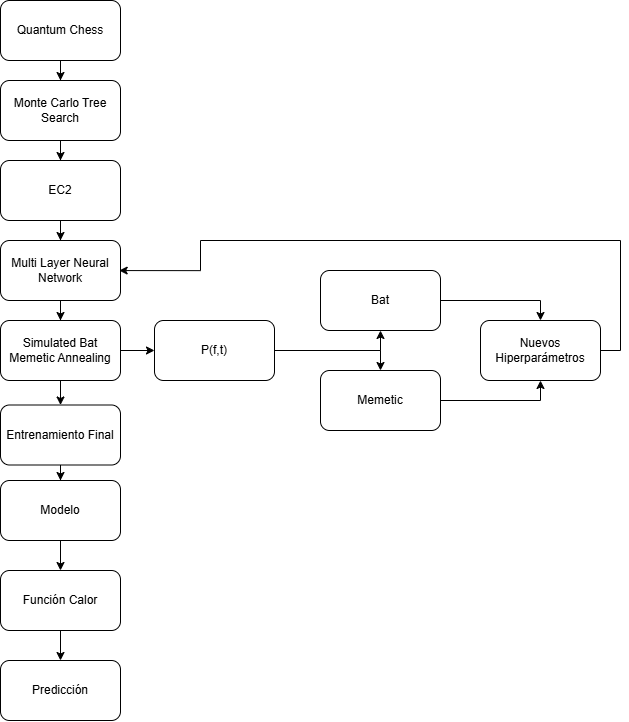 Quantum Chess
Monte Carlo Tree
Search
EC2
Multi Layer Neural
Network
Bat
Simulated Bat
Memetic Annealing
P(f,t)
Nuevos
Hiperparámetros
Memetic
Entrenamiento Final
Modelo
Función Calor
Predicción